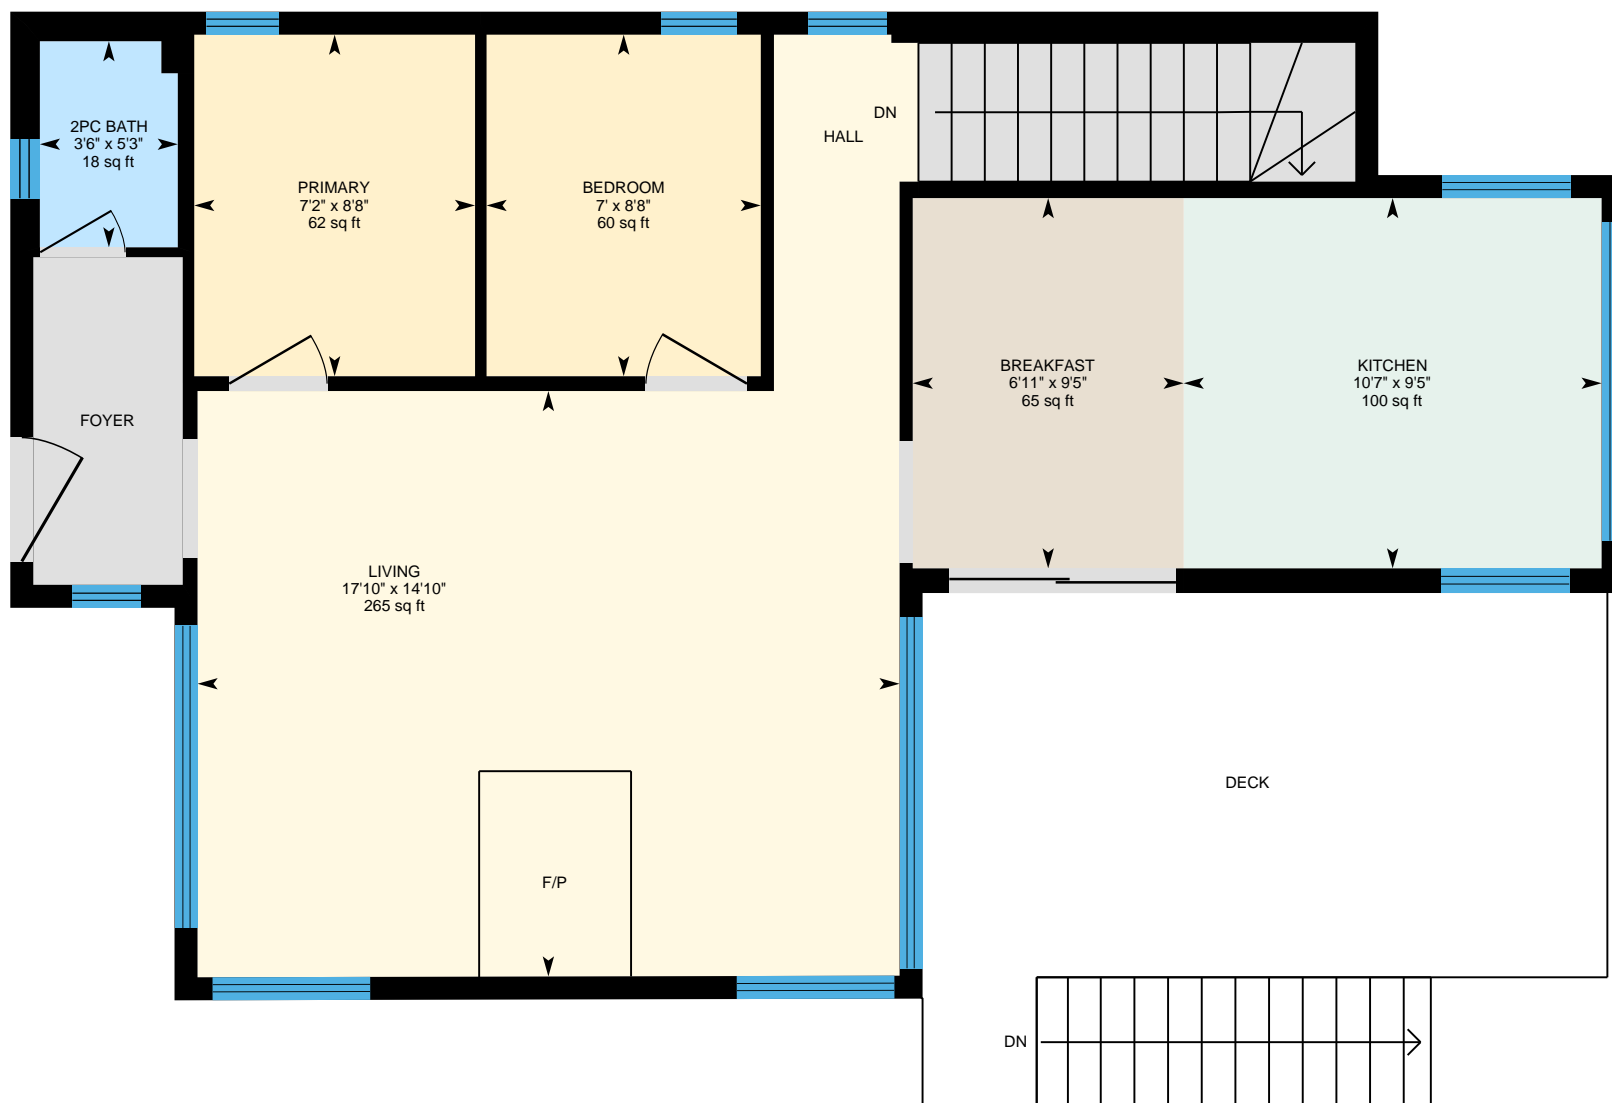 2PC BATH
3'6" x 5'3"
18 sq ft
PRIMARY
7'2" x 8'8"
62 sq ft
BEDROOM
7' x 8'8"
60 sq ft
HALL
DN
BREAKFAST
6'11" x 9'5"
65 sq ft
KITCHEN
10'7" x 9'5"
100 sq ft
FOYER
LIVING
17'10" x 14'10"
265 sq ft
F/P
DECK
DN